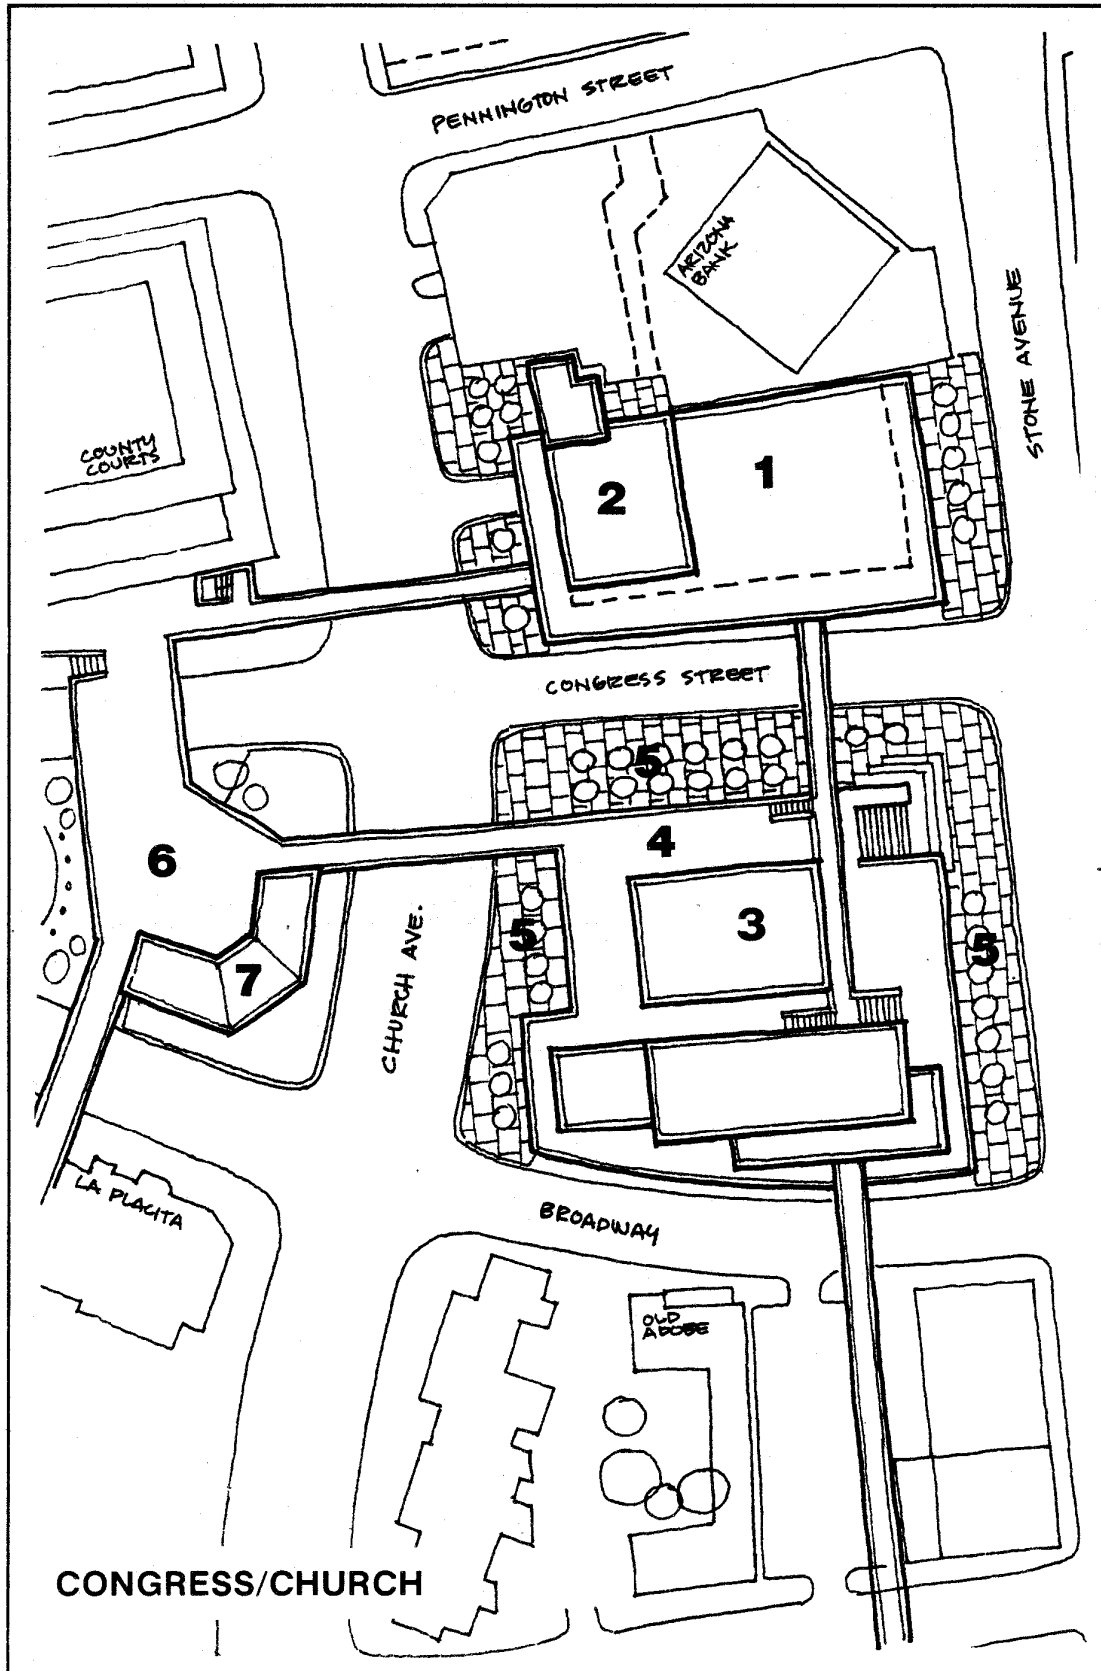 PENNINGTON STREET
ARIZONA
BANK
STONE AVENUE
COUNTY
COURTS
1
2
CONGRESS STREET
5
4
6
3
5
5
7
CHURCH AVE.
LA PLACITA
BROADWAY
OLD
ADOBE
CONGRESS/CHURCH